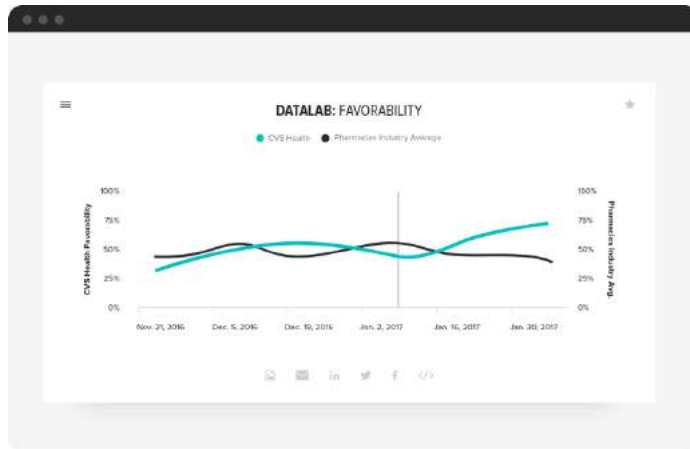 DATALAB: FAVORABILITY
CVS Health Pharmacies Industry Average
100% 100%
75% 75%
50% 50%
25% 25%
0% 0%
CVS Health Favorability
Pharmacies Industry Avg.
Nov. 21, 2016 Dec. 5, 2016 Dec. 19, 2016 Jan. 2, 2017 Jan. 16, 2017 Jan. 30, 2017